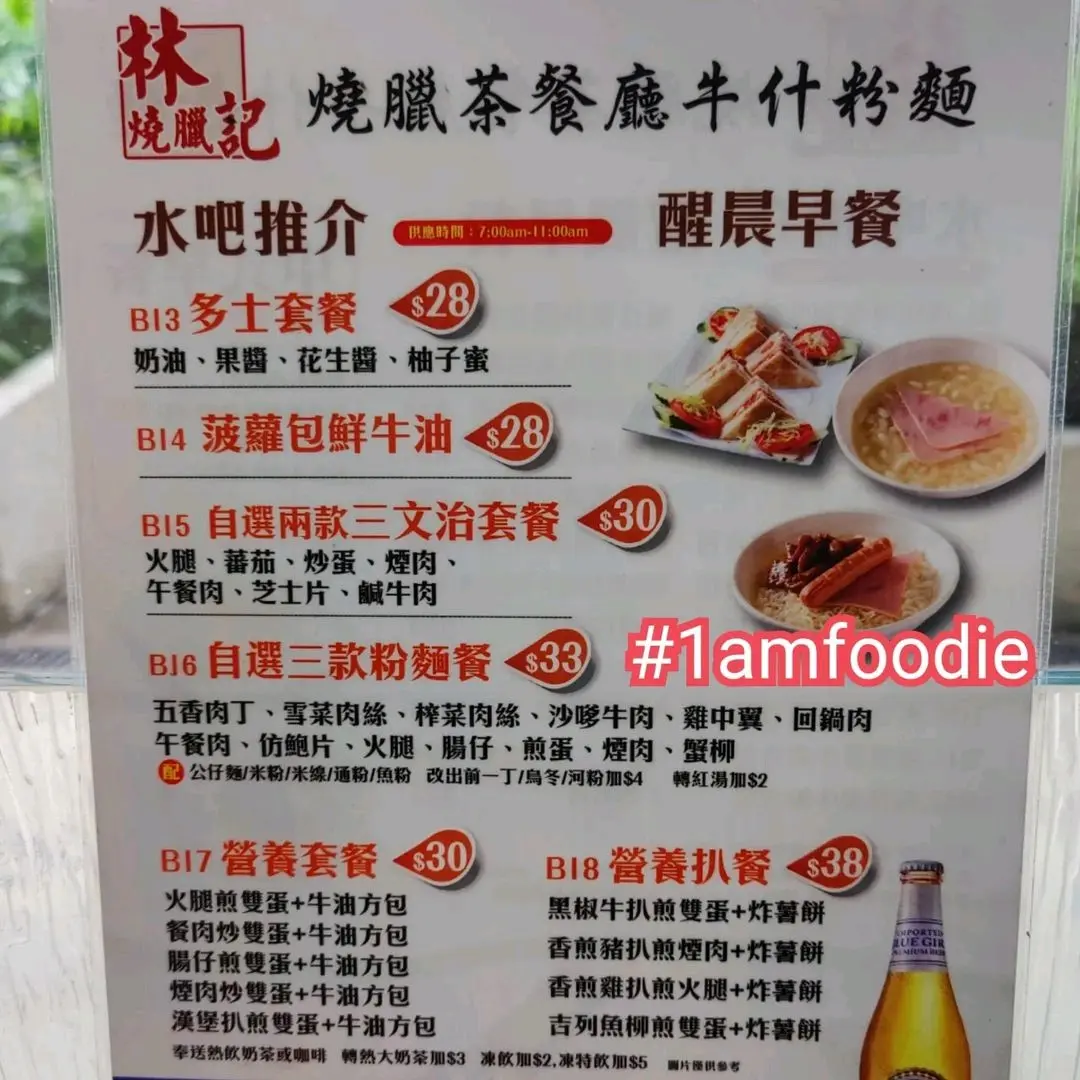 林記
燒臘
燒臘茶餐廳牛什粉麵
水吧推介
供應時間：7:00am-11:00am
醒晨早餐
B13 多士套餐 $28
奶油、果醬、花生醬、柚子蜜
B14 菠蘿包鮮牛油 $28
B15 自選兩款三文治套餐 $30
火腿、蕃茄、炒蛋、煙肉、
午餐肉、芝士片、鹹牛肉
#1amfoodie
B16 自選三款粉麵餐 $33
五香肉丁、雪菜肉絲、榨菜肉絲、沙嗲牛肉、雞中翼、回鍋肉
午餐肉、仿鮑片、火腿、腸仔、煎蛋、煙肉、蟹柳
配 公仔麵/米粉/米線/通粉/魚粉 改出前一丁/烏冬/河粉加$4 轉紅湯加$2
B17 營養套餐 $30
火腿煎雙蛋+牛油方包
餐肉炒雙蛋+牛油方包
腸仔煎雙蛋+牛油方包
煙肉炒雙蛋+牛油方包
漢堡扒煎雙蛋+牛油方包
B18 營養扒餐 $38
黑椒牛扒煎雙蛋+炸薯餅
香煎豬扒煎煙肉+炸薯餅
香煎雞扒煎火腿+炸薯餅
吉列魚柳煎雙蛋+炸薯餅
IMPORTED
BLUE GIRL
PREMIUM BEER
奉送熱飲奶茶或咖啡 轉熱大奶茶加$3 凍飲加$2,凍特飲加$5 圖片僅供參考